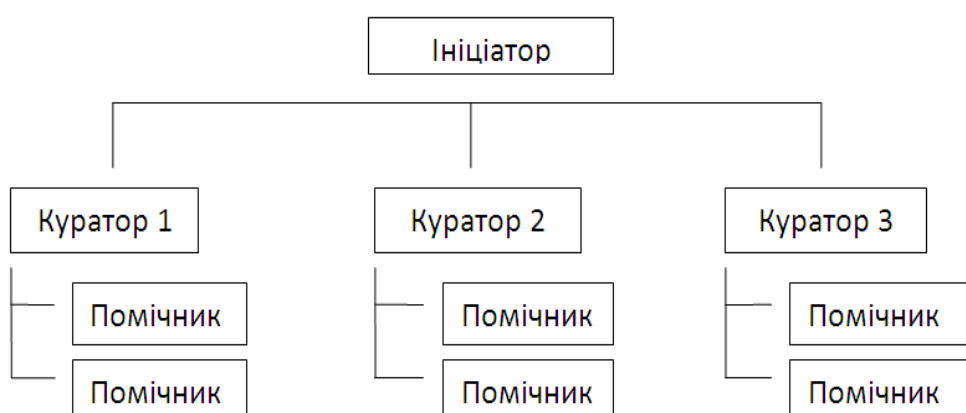 Ініціатор
Куратор 1
Куратор 2
Куратор 3
Помічник
Помічник
Помічник
Помічник
Помічник
Помічник